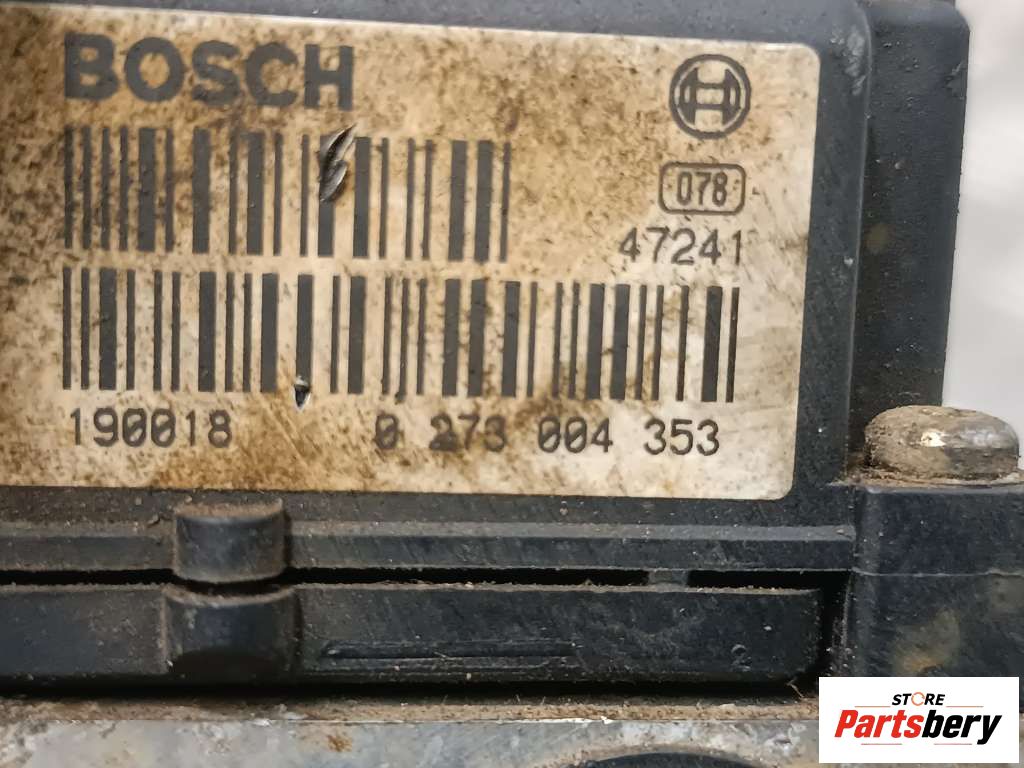 BOSCH
078
47241
190018 0 273 004 353
STORE
Partsbery